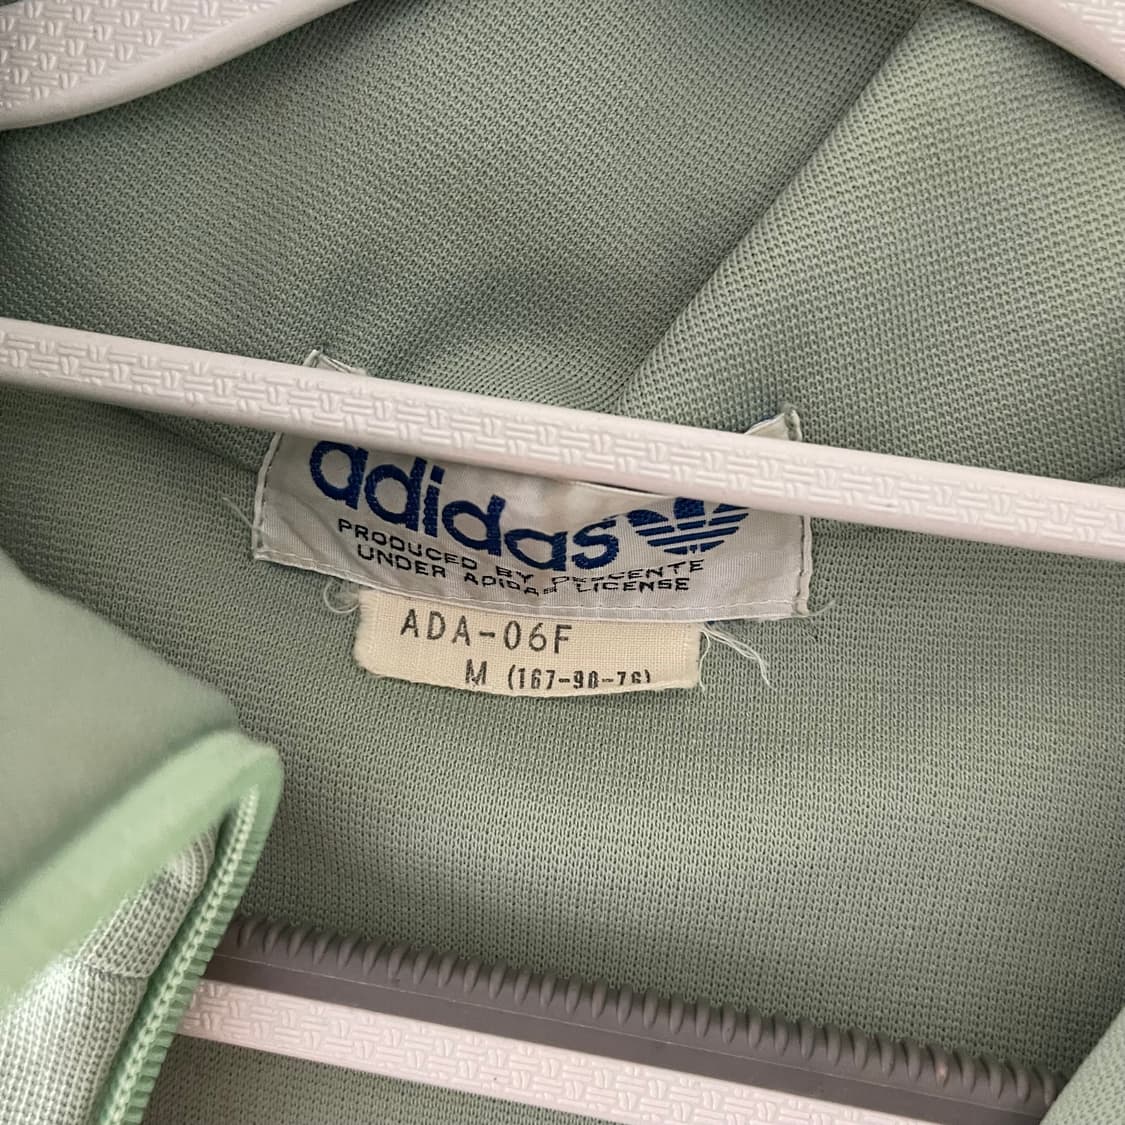 adidas
PRODUCED BY DESCENTE
UNDER ADIDAS LICENSE
ADA-06F
M (167-90-76)